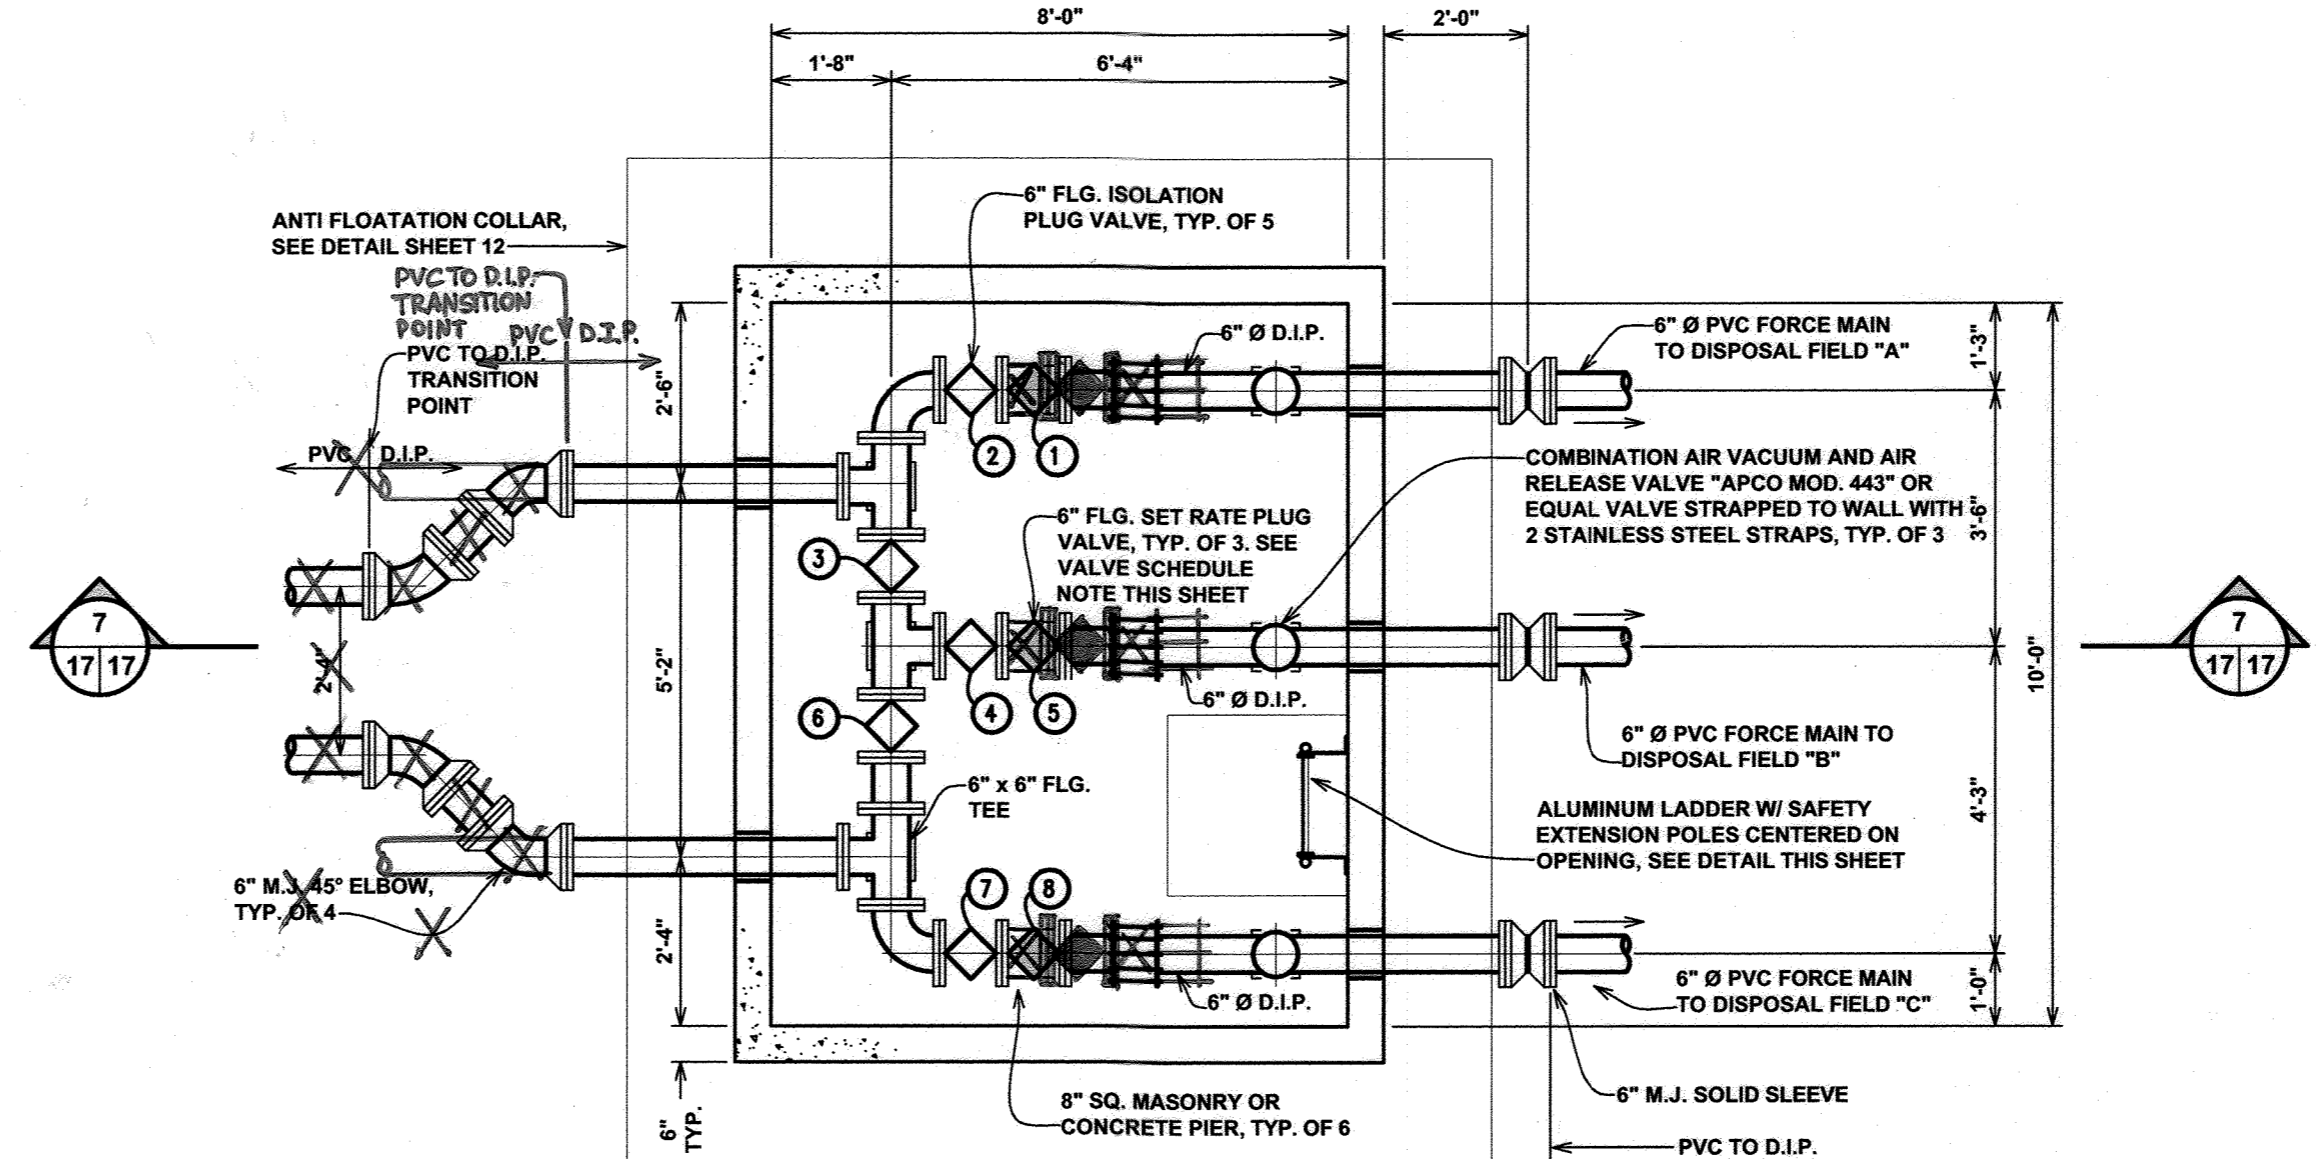 8'-0"
2'-0"
1'-8"
6'-4"
6" FLG. ISOLATION
PLUG VALVE, TYP. OF 5
ANTI FLOATATION COLLAR,
SEE DETAIL SHEET 12
PVC TO D.I.P.
TRANSITION
POINT
PVC D.I.P.
PVC TO D.I.P.
TRANSITION
POINT
PVC D.I.P.
2'-6"
6" Ø D.I.P.
6" Ø PVC FORCE MAIN
TO DISPOSAL FIELD "A"
1'-3"
2
1
COMBINATION AIR VACUUM AND AIR
RELEASE VALVE "APCO MOD. 443" OR
EQUAL VALVE STRAPPED TO WALL WITH
2 STAINLESS STEEL STRAPS, TYP. OF 3
3'-6"
6" FLG. SET RATE PLUG
VALVE, TYP. OF 3. SEE
VALVE SCHEDULE
NOTE THIS SHEET
3
7
17 17
2'-4"
5'-2"
6
4
5
6" Ø D.I.P.
10'-0"
7
17 17
6" Ø PVC FORCE MAIN TO
DISPOSAL FIELD "B"
6" x 6" FLG.
TEE
4'-3"
ALUMINUM LADDER W/ SAFETY
EXTENSION POLES CENTERED ON
OPENING, SEE DETAIL THIS SHEET
6" M.J. 45° ELBOW,
TYP. OF 4
7
8
2'-4"
6" Ø D.I.P.
6" Ø PVC FORCE MAIN
TO DISPOSAL FIELD "C"
1'-0"
8" SQ. MASONRY OR
CONCRETE PIER, TYP. OF 6
6"
TYP.
6" M.J. SOLID SLEEVE
PVC TO D.I.P.